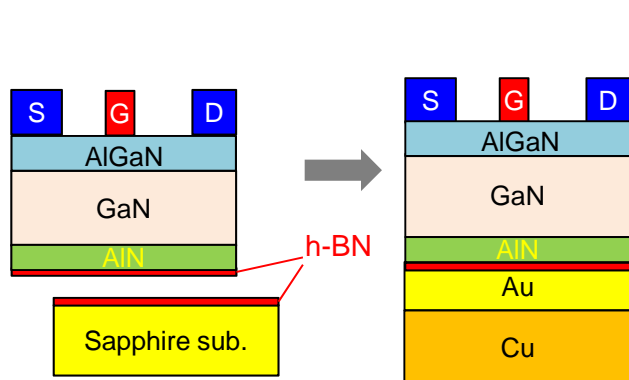 S G D
AlGaN
GaN
AlN
h-BN
Sapphire sub.
S G D
AlGaN
GaN
AlN
Au
Cu